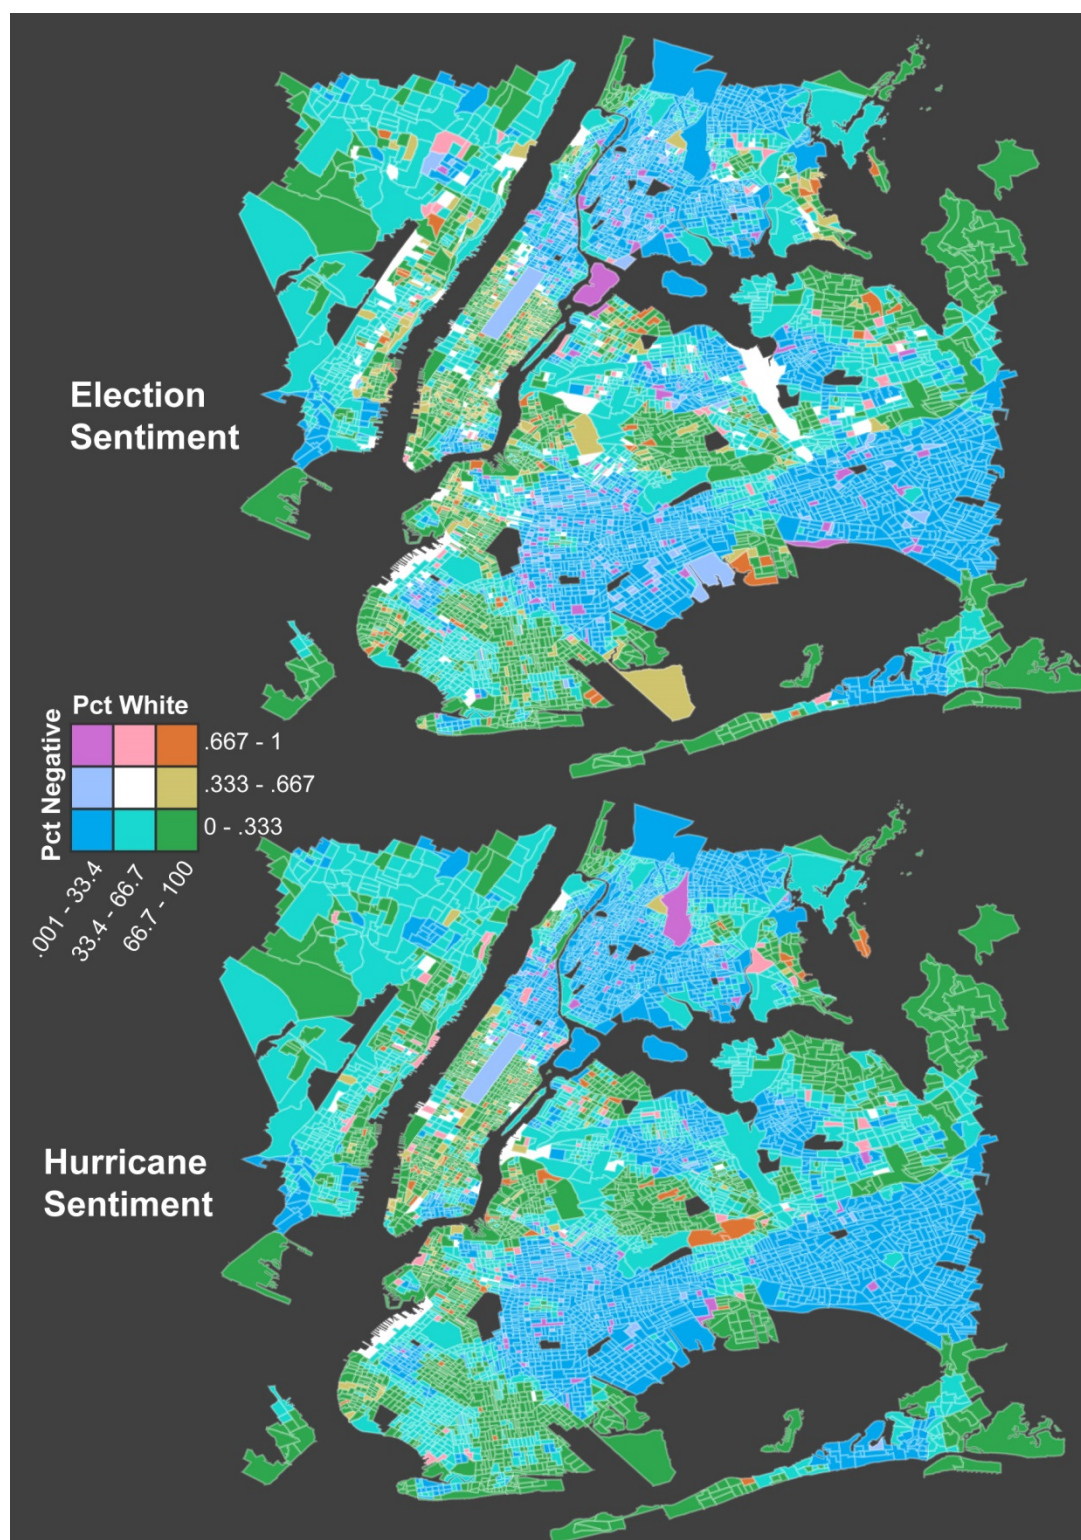 Election
Sentiment
Pct White
Pct Negative
.667 - 1
.333 - .667
0 - .333
.001 - 33.4
33.4 - 66.7
66.7 - 100
Hurricane
Sentiment